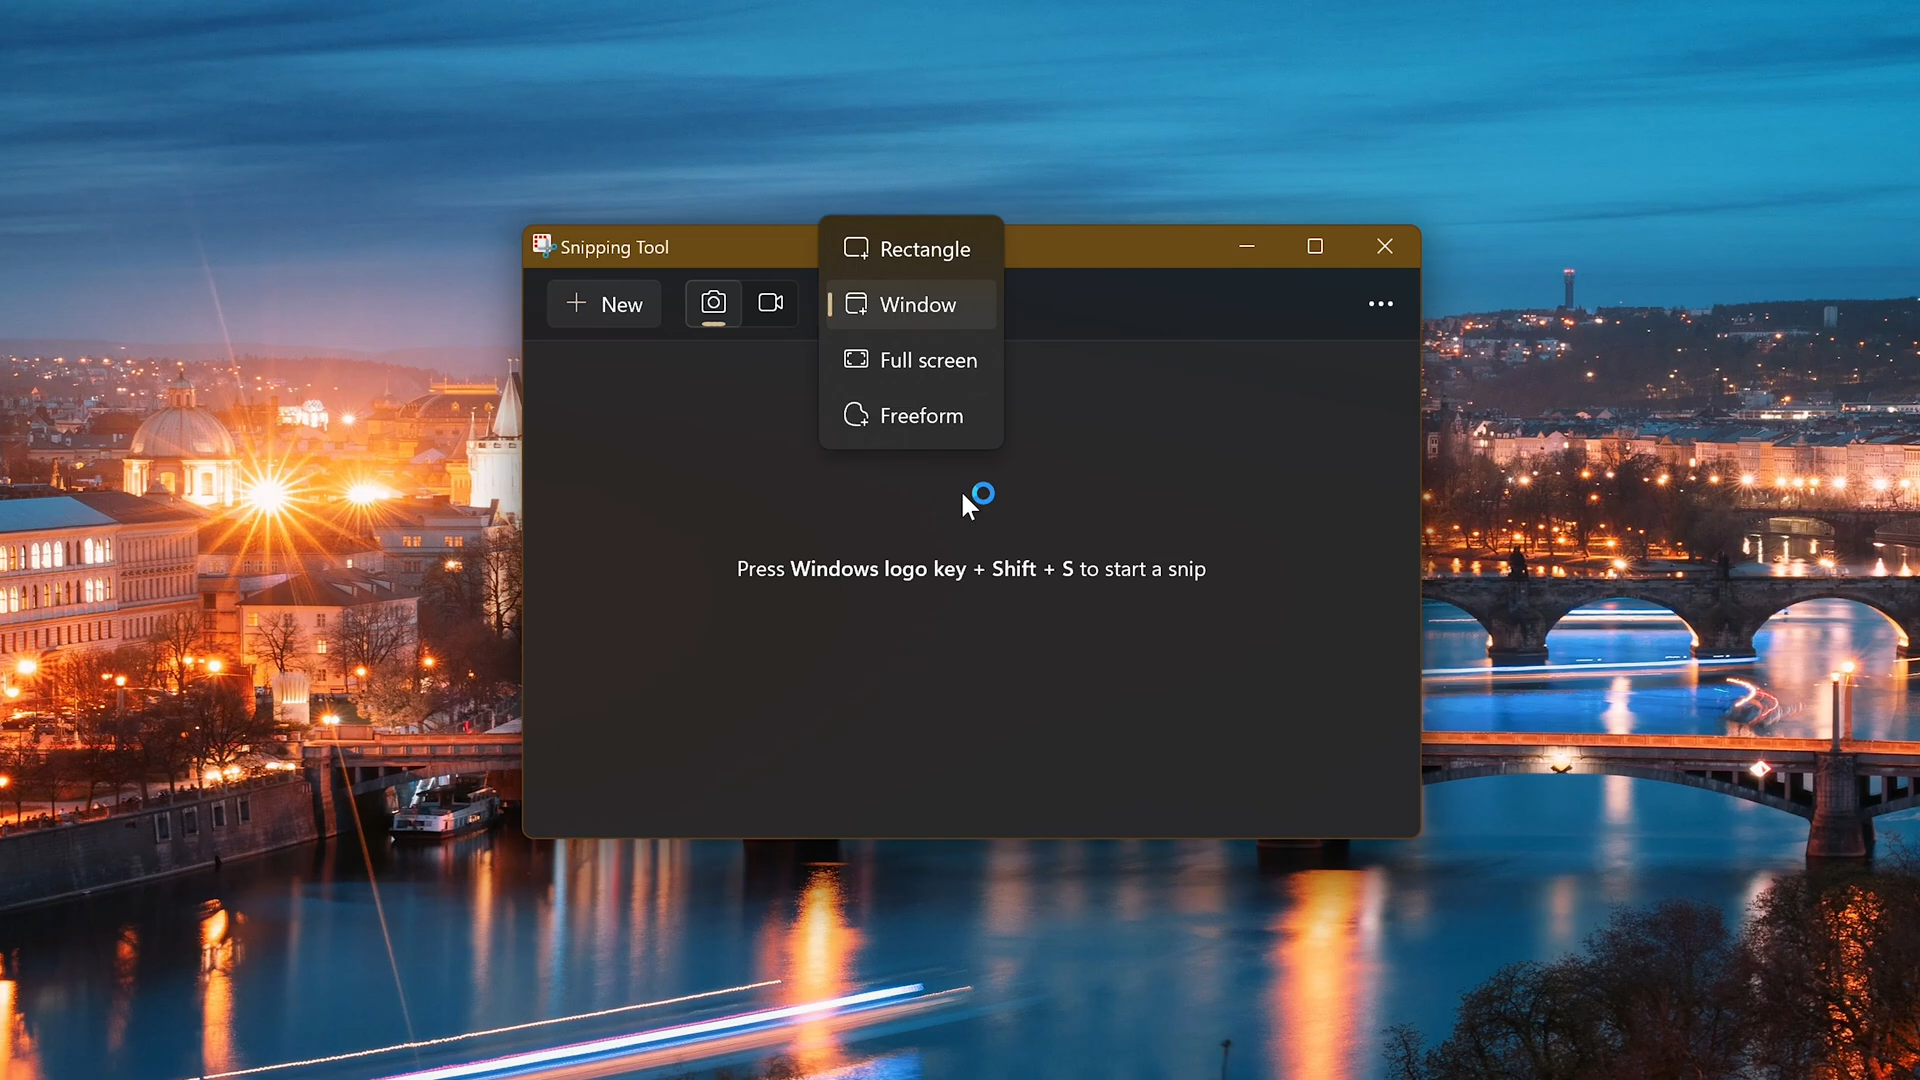 Snipping Tool
New
Rectangle
Window
Full screen
Freeform
Press Windows logo key + Shift + S to start a snip